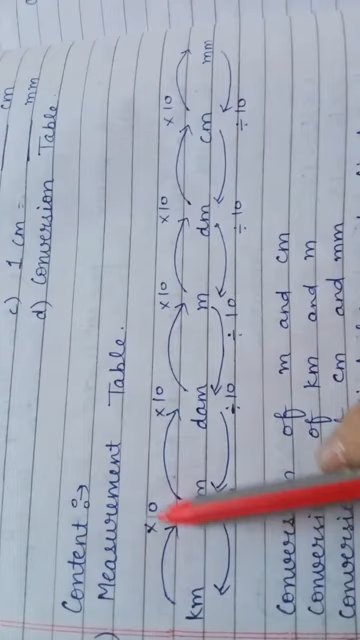 c) 1 cm = ___ cm
d) Conversion Table. mm
Content :→
Measurement Table.
×10 ×10 ×10 ×10 ×10
km m dam m dm cm mm
÷10 ÷10 ÷10 ÷10
of m and cm
of km and m
cm and mm